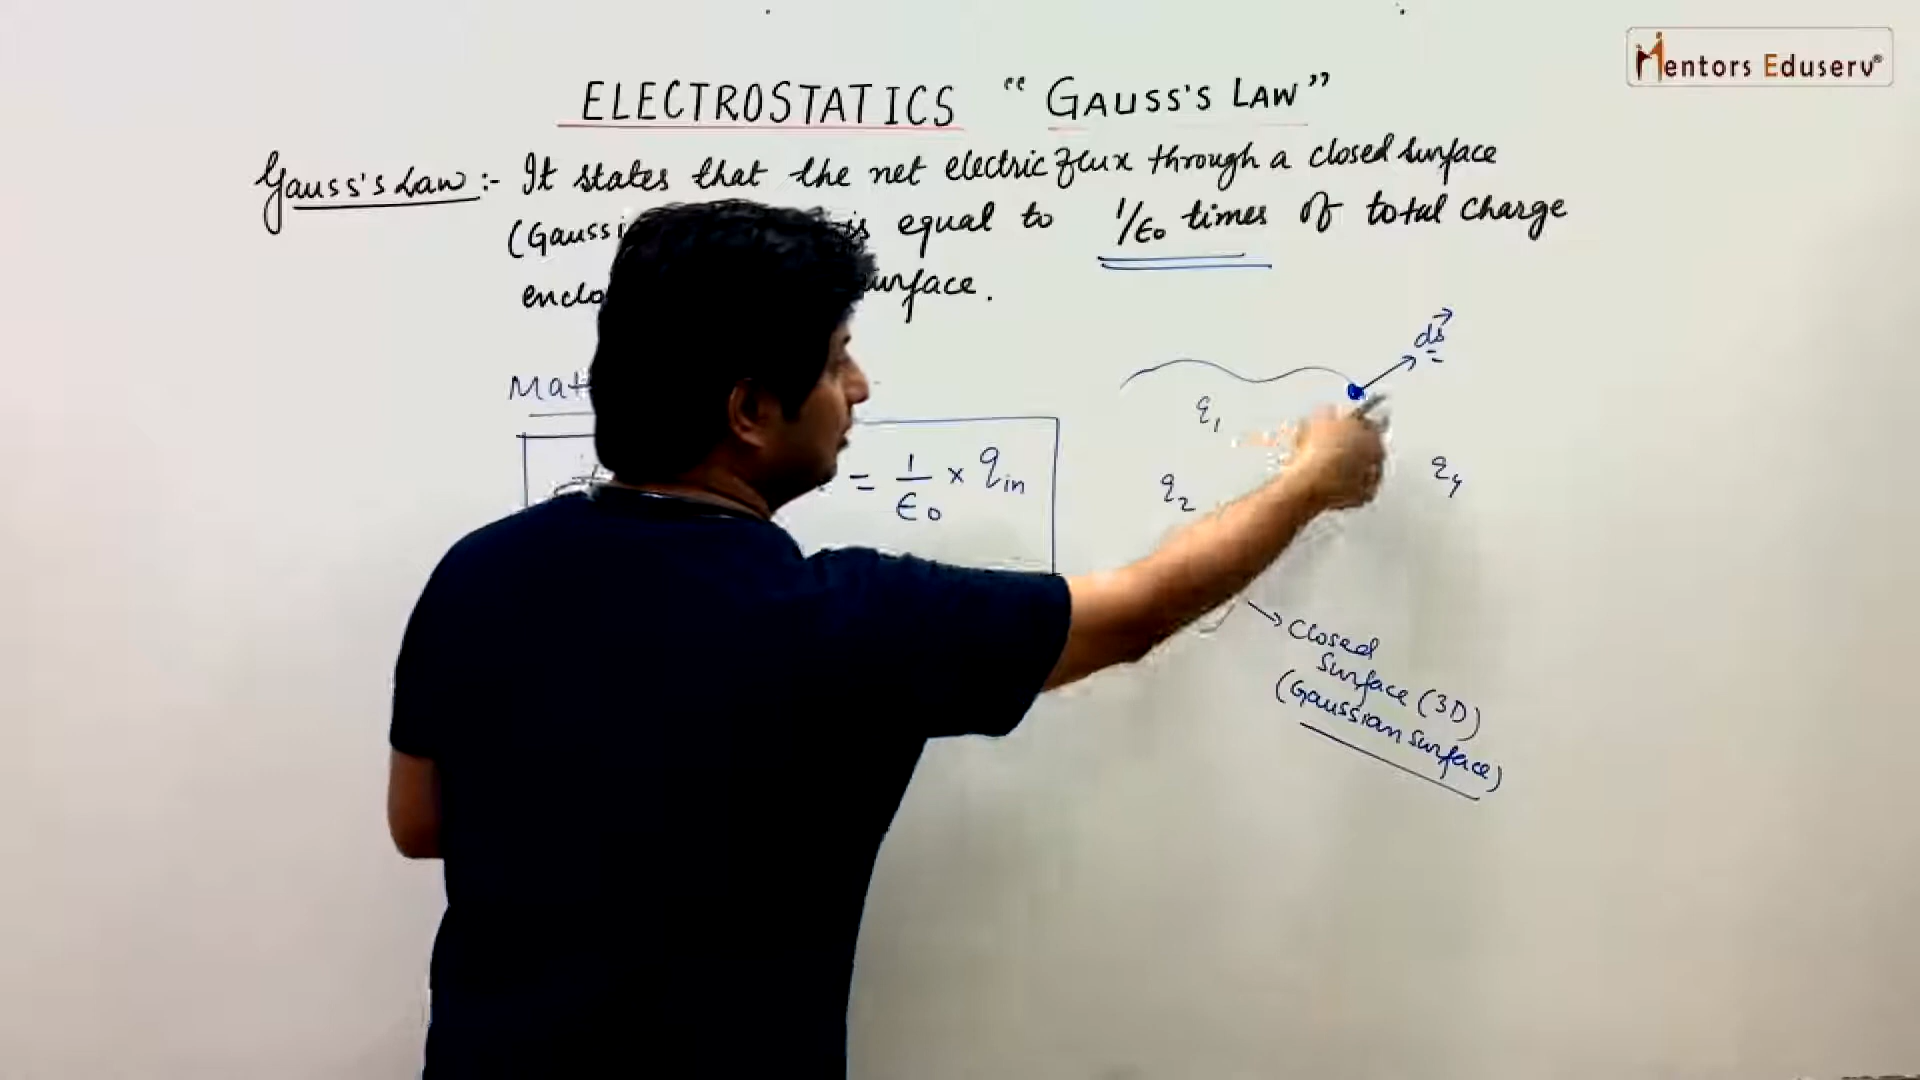 Mentors Eduserv®
ELECTROSTATICS "GAUSS'S LAW"
Gauss's Law :- It states that the net electric flux through a closed surface
(Gaussi is equal to 1/ϵ₀ times of total charge
enclo urface.
Mat
= 1/ϵ₀ × q_in
d⃗s
q₁
q₂
q₄
Closed
Surface (3D)
(Gaussian Surface)